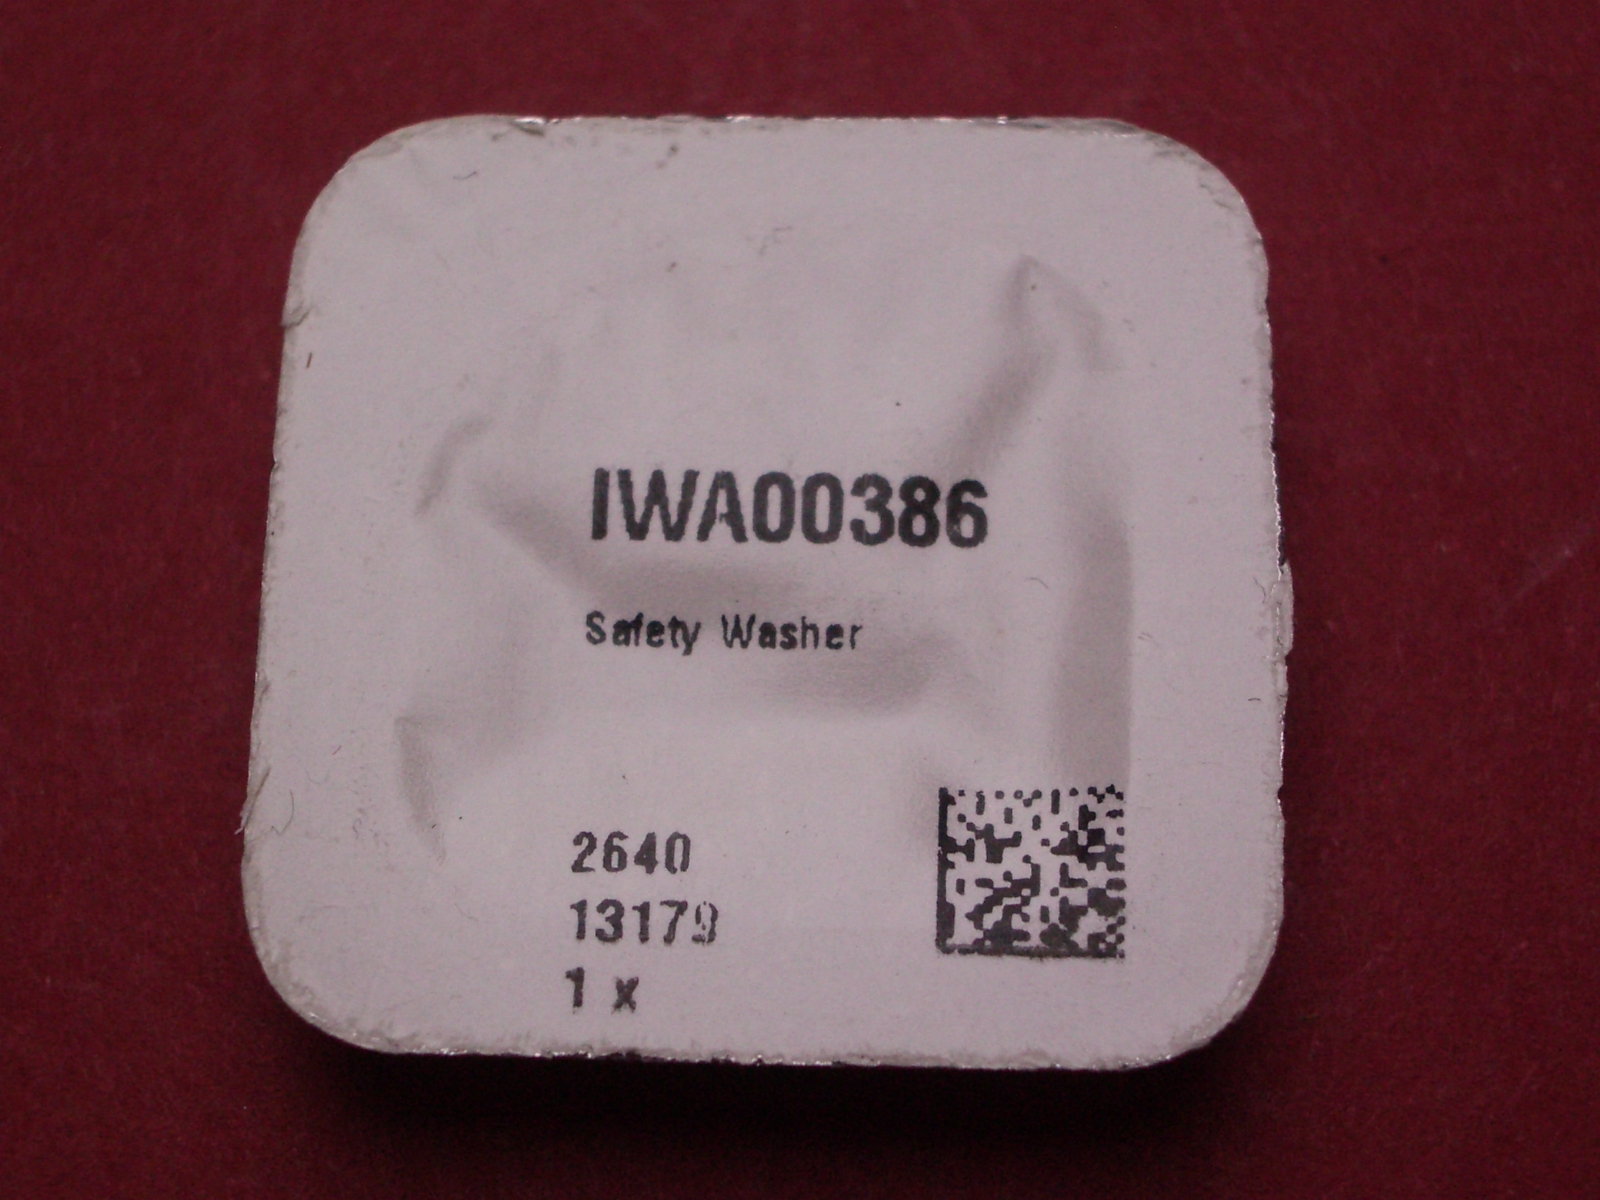 IWA00386
Safety Washer
2640
13179
1 x